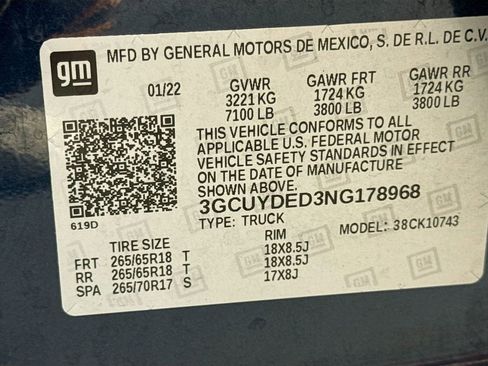 gm
MFD BY GENERAL MOTORS DE MEXICO, S. DE R.L. DE C.V.
01/22 GVWR GAWR FRT GAWR RR
3221 KG 1724 KG 1724 KG
7100 LB 3800 LB 3800 LB
THIS VEHICLE CONFORMS TO ALL
APPLICABLE U.S. FEDERAL MOTOR
VEHICLE SAFETY STANDARDS IN EFFECT
ON THE DATE OF MANUFACTURE
SHOWN ABOVE.
619D
3GCUYDED3NG178968
TYPE: TRUCK MODEL: 38CK10743
TIRE SIZE RIM
FRT 265/65R18 T 18X8.5J
RR 265/65R18 T 18X8.5J
SPA 265/70R17 S 17X8J